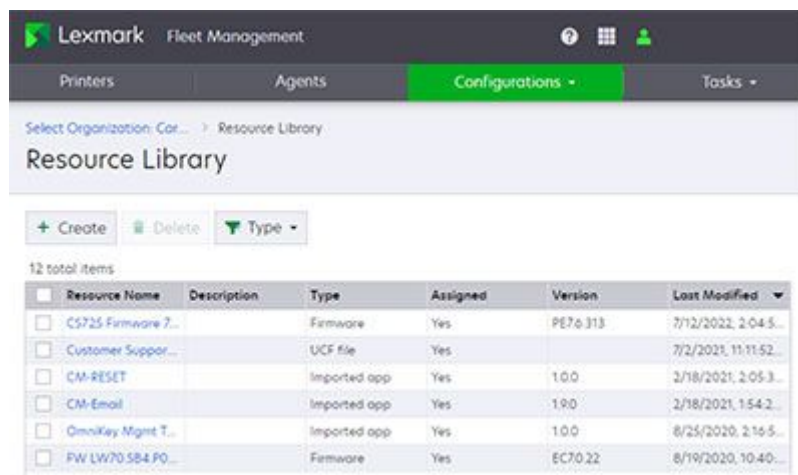 Lexmark Fleet Management
Printers Agents Configurations Tasks
Select Organization: Car... > Resource Library
Resource Library
+ Create Delete Type
12 total items
Resource Name Description Type Assigned Version Last Modified
CS725 Firmware 7... Firmware Yes PE7.6.313 7/12/2022, 2:04:5...
Customer Suppor... UCF file Yes 7/2/2021, 11:11:52...
CM-RESET Imported app Yes 1.0.0 2/18/2021, 2:05:3...
CM-Email Imported app Yes 1.9.0 2/18/2021, 1:54:2...
OmniKey Mgmt T... Imported app Yes 1.0.0 8/25/2020, 2:16:5...
FW LW70.SB4.P0... Firmware Yes EC7.0.22 8/19/2020, 10:40:...